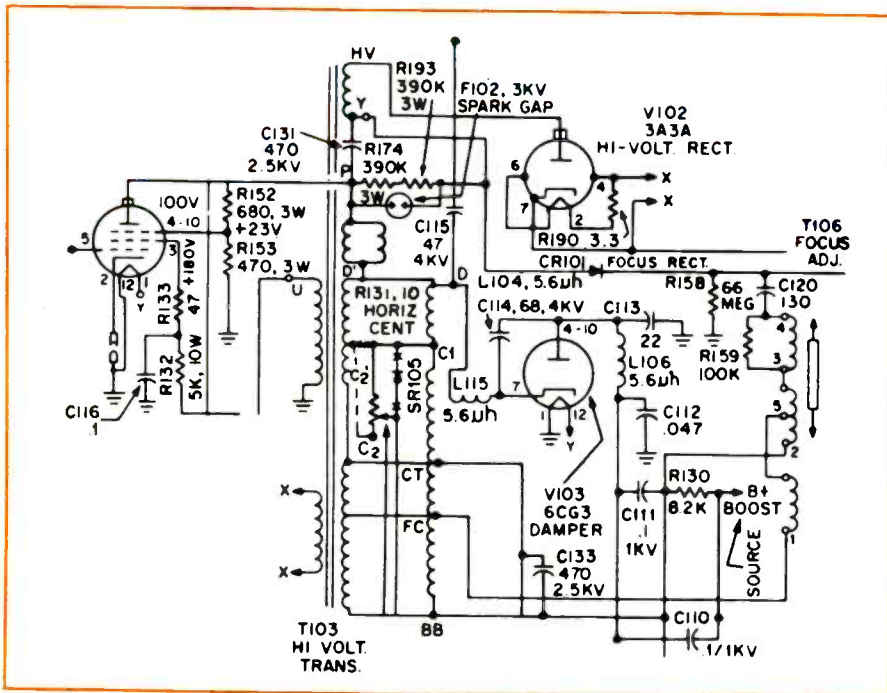 HV
R193
390K
3W
F102, 3KV
SPARK GAP
V102
3A3A
HI-VOLT. RECT.
Y
C131
470
2.5KV
R174
390K
3W
P
6
4
7
2
X
X
R190 3.3
100V
4-10
R152
680, 3W
+23V
R153
470, 3W
5
3
2
12
1
Y
+180V
R133
47
R132
5K, 10W
C116
.1
U
C115
47
4KV
CR101
FOCUS RECT.
T106
FOCUS
ADJ.
L104, 5.6µh
R158
66
MEG
C120
130
D'
D
R131, 10
HORIZ
CENT
C114, 68, 4KV
C113
22
4-10
4
R159
100K
3
C1
C2'
SR105
L115
5.6µh
7
L106
5.6µh
1
12
Y
C112
.047
5
2
C2
CT
V103
6CG3
DAMPER
R130
8.2K
B+
BOOST
SOURCE
C111
.1
1KV
1
FC
X
X
C133
470
2.5KV
C110
.1/1KV
BB
T103
HI VOLT.
TRANS.